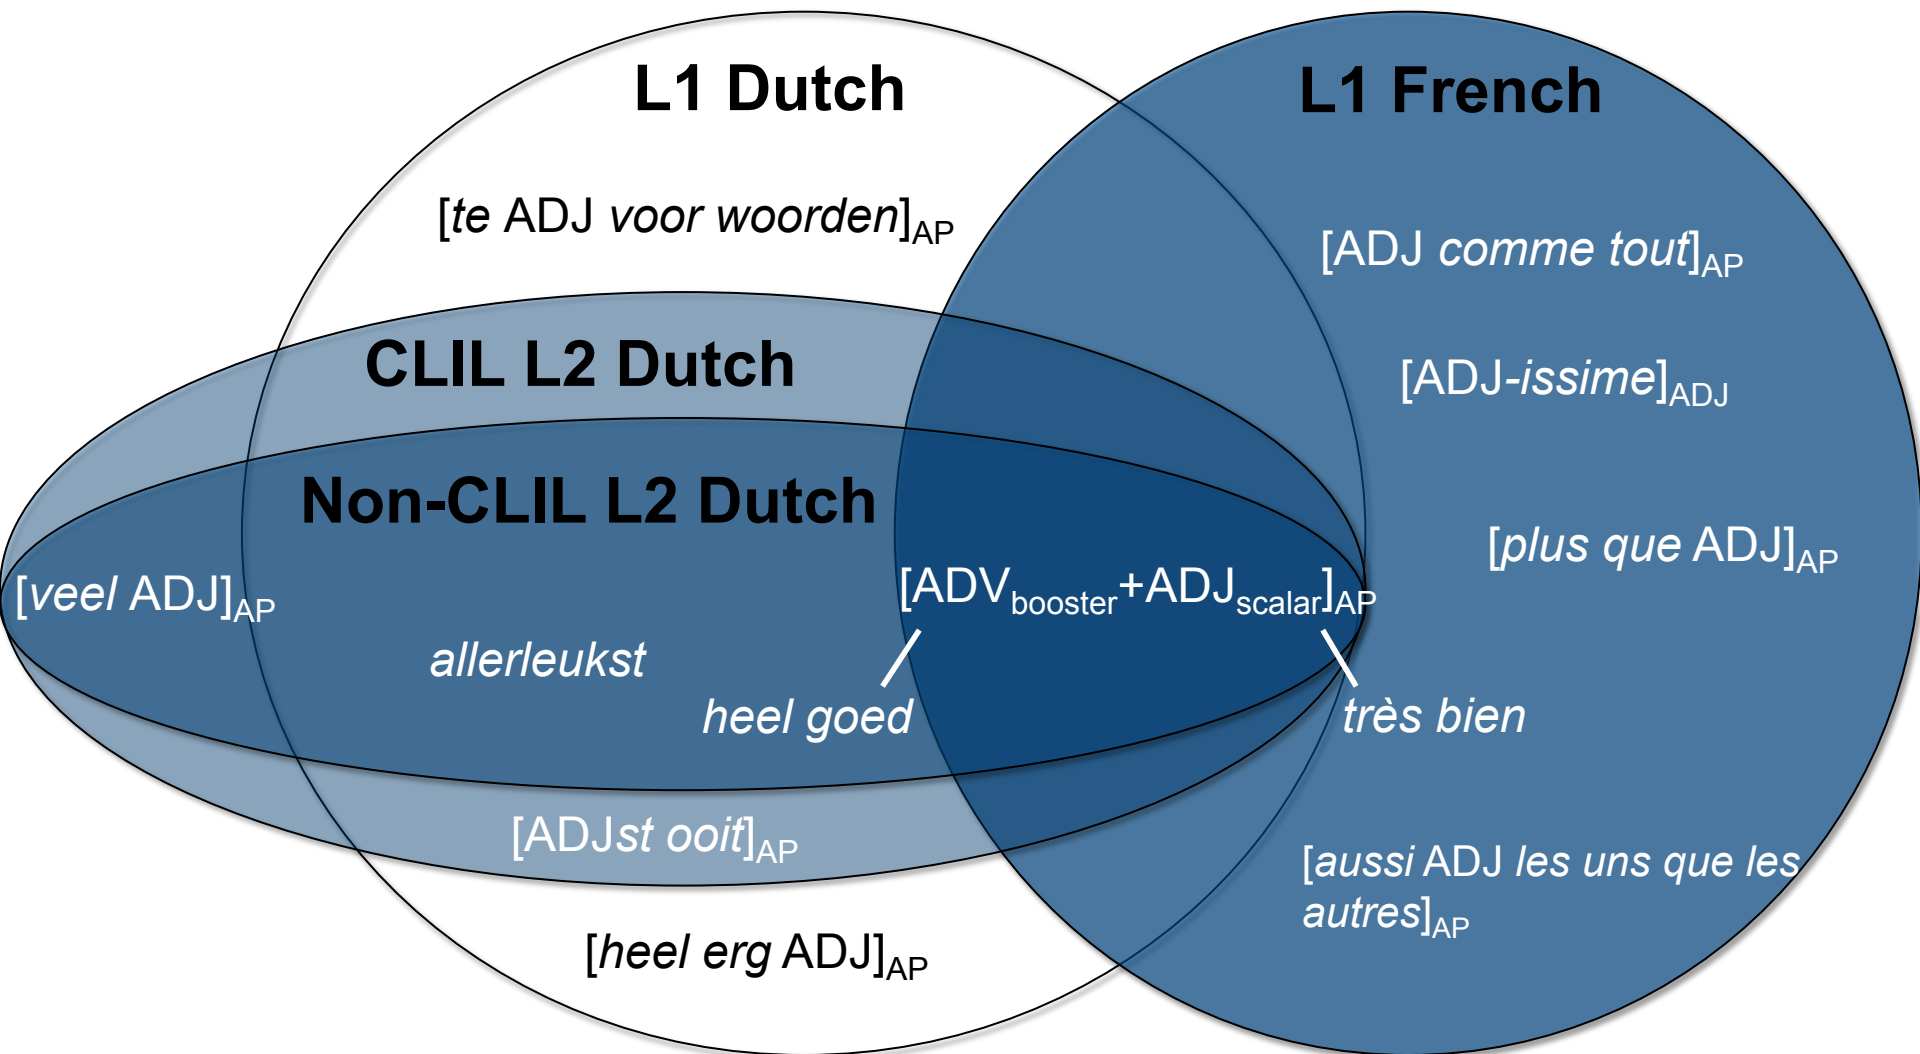 L1 Dutch
L1 French
[te ADJ voor woorden]AP
[ADJ comme tout]AP
CLIL L2 Dutch
[ADJ-issime]ADJ
Non-CLIL L2 Dutch
[plus que ADJ]AP
[veel ADJ]AP
[ADVbooster+ADJscalar]AP
allerleukst
heel goed
très bien
[ADJst ooit]AP
[aussi ADJ les uns que les
autres]AP
[heel erg ADJ]AP